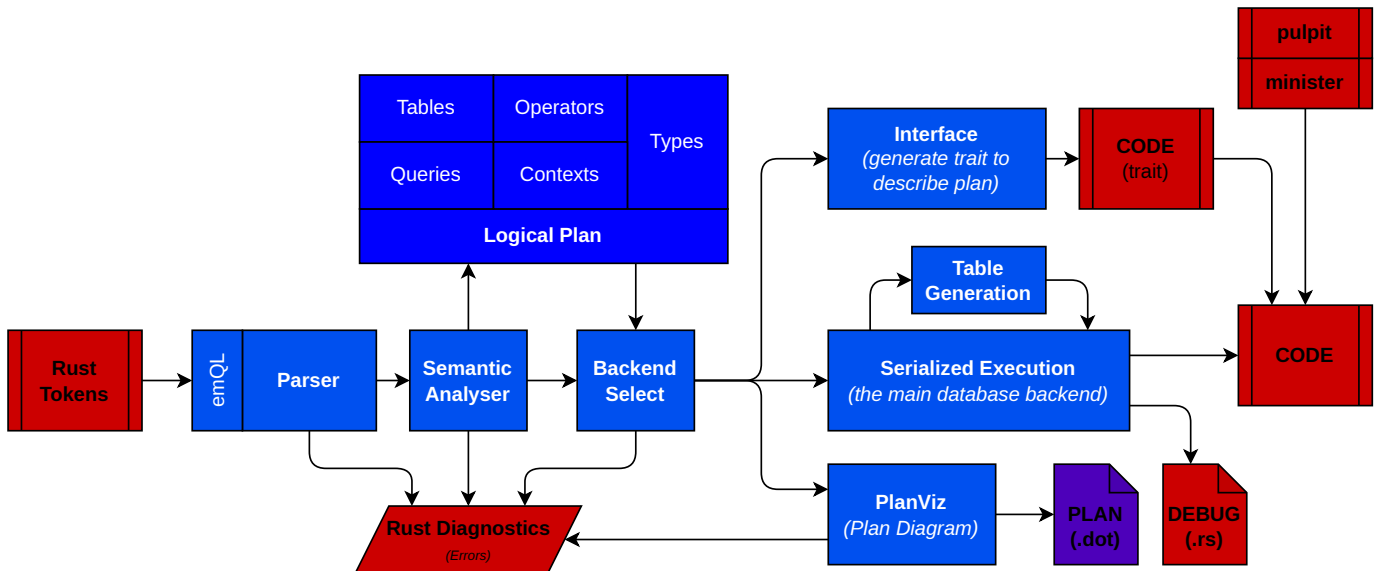 pulpit
minister
Tables
Operators
Types
Queries
Contexts
Logical Plan
Interface
(generate trait to
describe plan)
CODE
(trait)
Table
Generation
Rust
Tokens
emQL
Parser
Semantic
Analyser
Backend
Select
Serialized Execution
(the main database backend)
CODE
PlanViz
(Plan Diagram)
PLAN
(.dot)
DEBUG
(.rs)
Rust Diagnostics
(Errors)